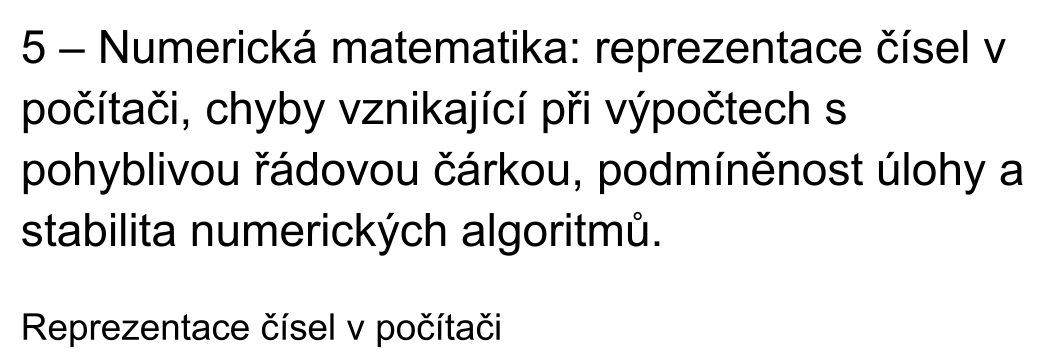 5 – Numerická matematika: reprezentace čísel v
počítači, chyby vznikající při výpočtech s
pohyblivou řádovou čárkou, podmíněnost úlohy a
stabilita numerických algoritmů.
Reprezentace čísel v počítači